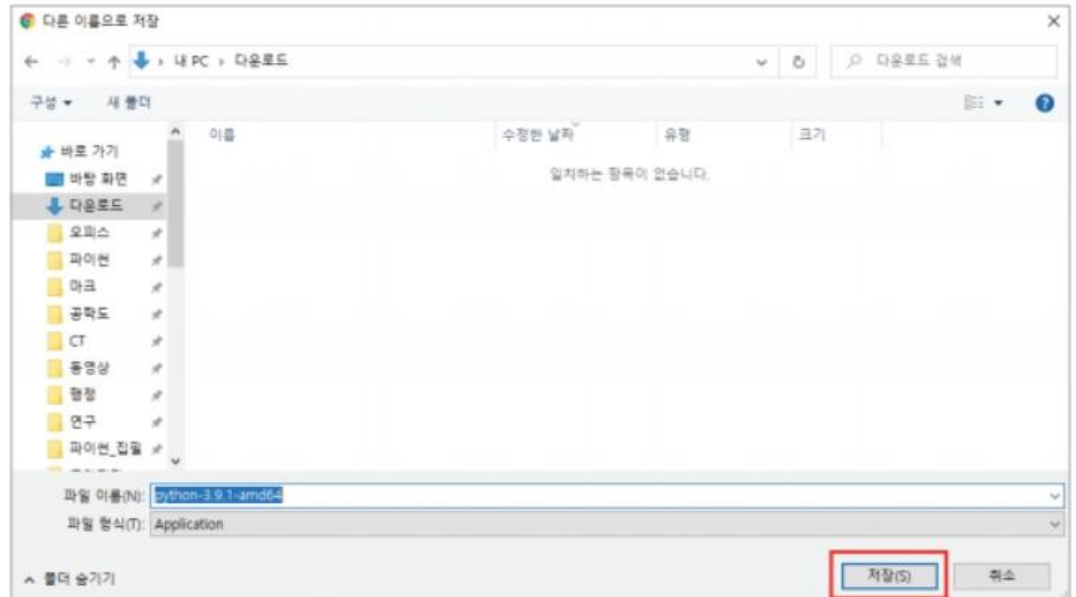 다른 이름으로 저장
내 PC > 다운로드
다운로드 검색
구성
새 폴더
이름 수정한 날짜 유형 크기
일치하는 항목이 없습니다.
바로 가기
바탕 화면
다운로드
오피스
파이썬
마크
공학도
CT
동영상
행정
연구
파이썬_집필
파일 이름(N): python-3.9.1-amd64
파일 형식(T): Application
폴더 숨기기
저장(S)
취소